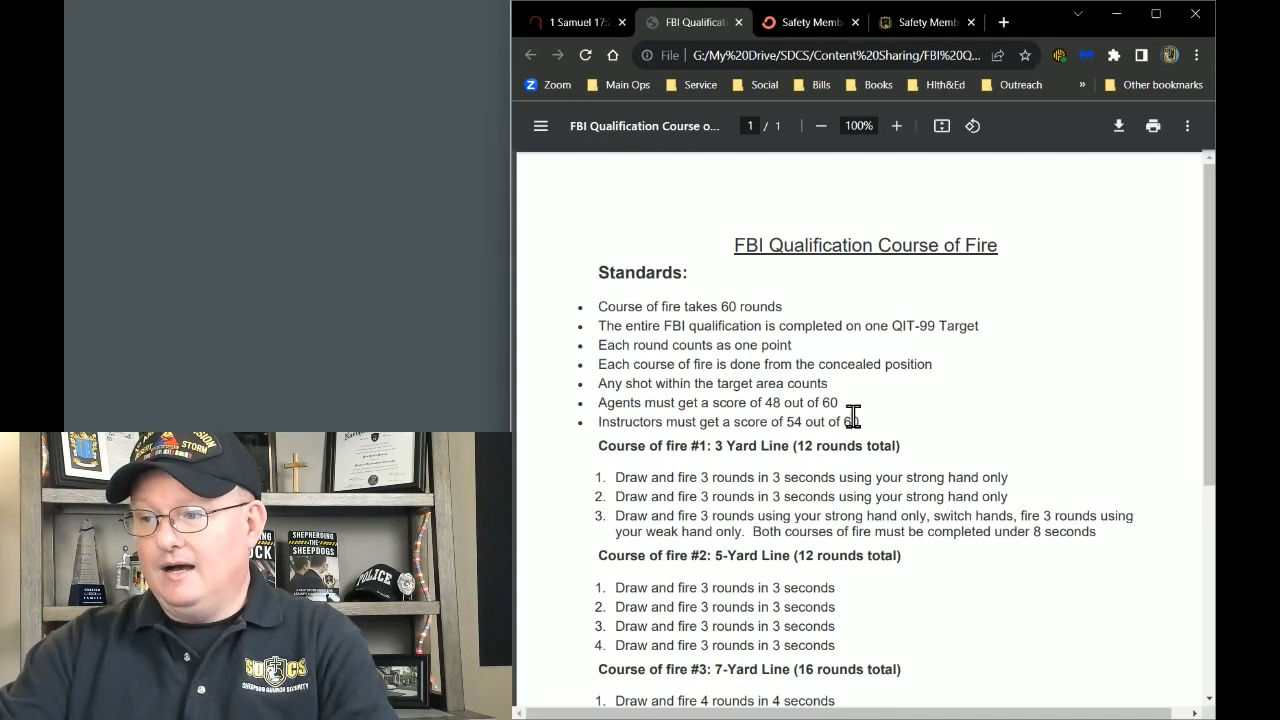 1 Samuel 17:
FBI Qualificat
Safety Memb
Safety Memb
File
G:/My%20Drive/SDCS/Content%20Sharing/FBI%20Q...
Zoom
Main Ops
Service
Social
Bills
Books
Hlth&Ed
Outreach
»
Other bookmarks
FBI Qualification Course o...
1 / 1
100%
FBI Qualification Course of Fire
Standards:
• Course of fire takes 60 rounds
• The entire FBI qualification is completed on one QIT-99 Target
• Each round counts as one point
• Each course of fire is done from the concealed position
• Any shot within the target area counts
• Agents must get a score of 48 out of 60
• Instructors must get a score of 54 out of
Course of fire #1: 3 Yard Line (12 rounds total)
1. Draw and fire 3 rounds in 3 seconds using your strong hand only
2. Draw and fire 3 rounds in 3 seconds using your strong hand only
3. Draw and fire 3 rounds using your strong hand only, switch hands, fire 3 rounds using
your weak hand only. Both courses of fire must be completed under 8 seconds
Course of fire #2: 5-Yard Line (12 rounds total)
1. Draw and fire 3 rounds in 3 seconds
2. Draw and fire 3 rounds in 3 seconds
3. Draw and fire 3 rounds in 3 seconds
4. Draw and fire 3 rounds in 3 seconds
Course of fire #3: 7-Yard Line (16 rounds total)
1. Draw and fire 4 rounds in 4 seconds
STORM
SHEPHERDING
THE
SHEEPDOGS
POLICE
SDCS
SHEEPDOG CHURCH SECURITY